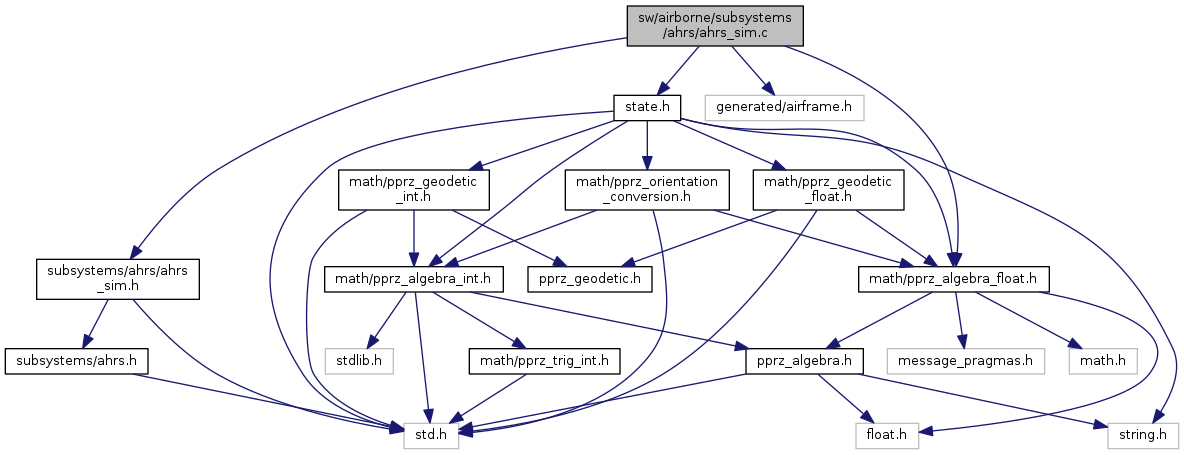 sw/airborne/subsystems
/ahrs/ahrs_sim.c
state.h
generated/airframe.h
math/pprz_geodetic
_int.h
math/pprz_orientation
_conversion.h
math/pprz_geodetic
_float.h
subsystems/ahrs/ahrs
_sim.h
math/pprz_algebra_int.h
pprz_geodetic.h
math/pprz_algebra_float.h
subsystems/ahrs.h
stdlib.h
math/pprz_trig_int.h
pprz_algebra.h
message_pragmas.h
math.h
std.h
float.h
string.h